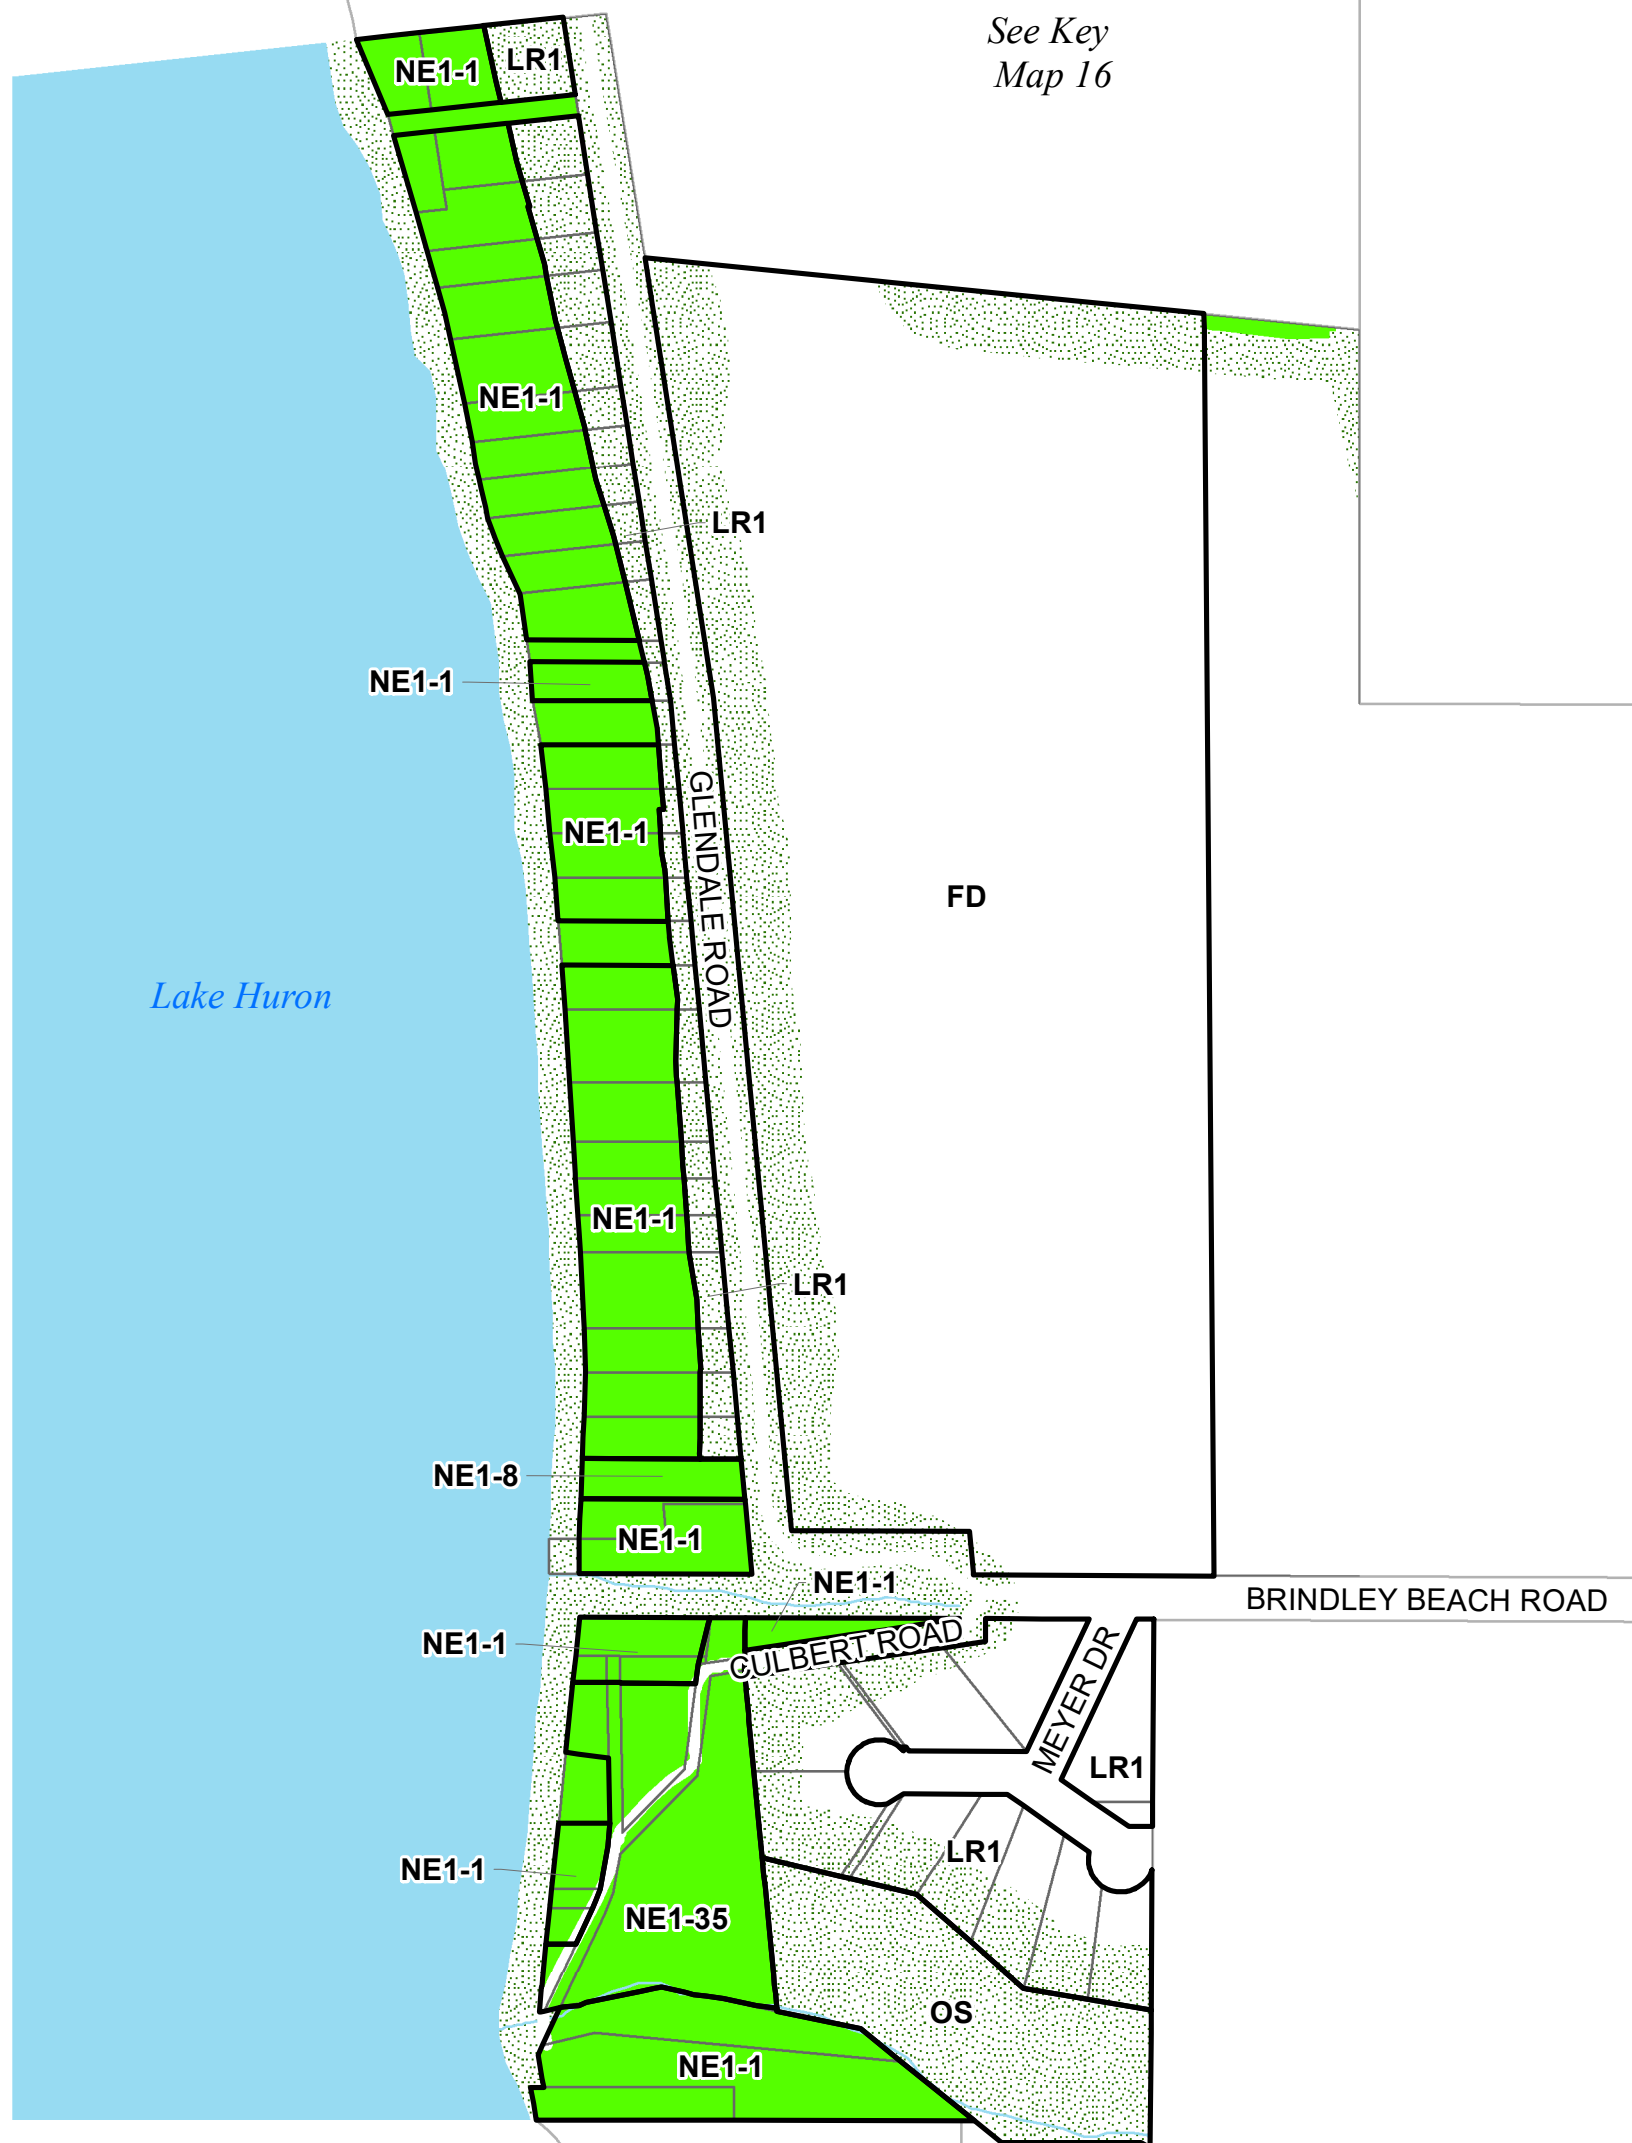 See Key
Map 16
NE1-1
LR1
NE1-1
LR1
NE1-1
GLENDALE ROAD
NE1-1
FD
Lake Huron
NE1-1
LR1
NE1-8
NE1-1
NE1-1
BRINDLEY BEACH ROAD
NE1-1
CULBERT ROAD
MEYER DR
LR1
LR1
NE1-1
NE1-35
OS
NE1-1